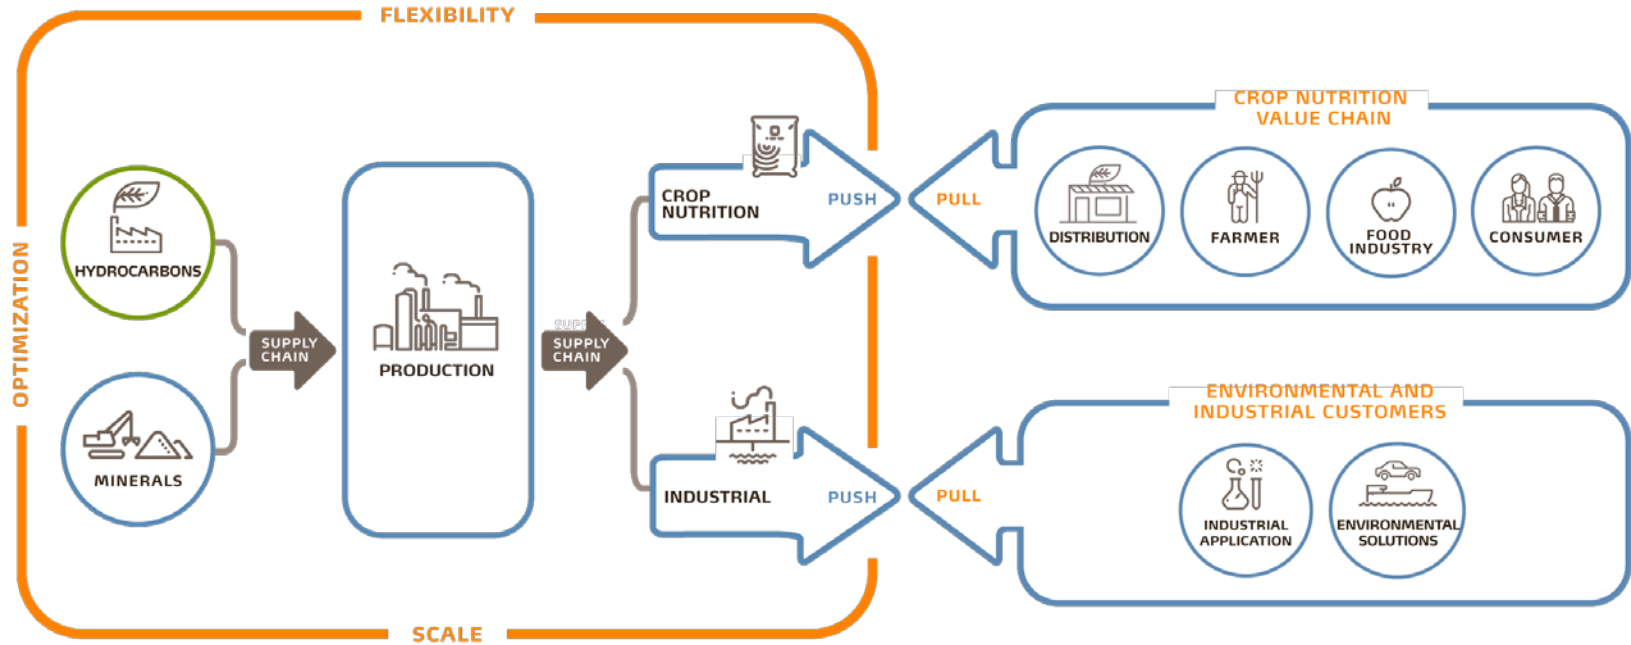 FLEXIBILITY
OPTIMIZATION
HYDROCARBONS
MINERALS
SUPPLY
CHAIN
PRODUCTION
SUPPLY
SUPPLY
CHAIN
CROP
NUTRITION
PUSH
INDUSTRIAL
PUSH
SCALE
PULL
CROP NUTRITION
VALUE CHAIN
DISTRIBUTION
FARMER
FOOD
INDUSTRY
CONSUMER
PULL
ENVIRONMENTAL AND
INDUSTRIAL CUSTOMERS
INDUSTRIAL
APPLICATION
ENVIRONMENTAL
SOLUTIONS